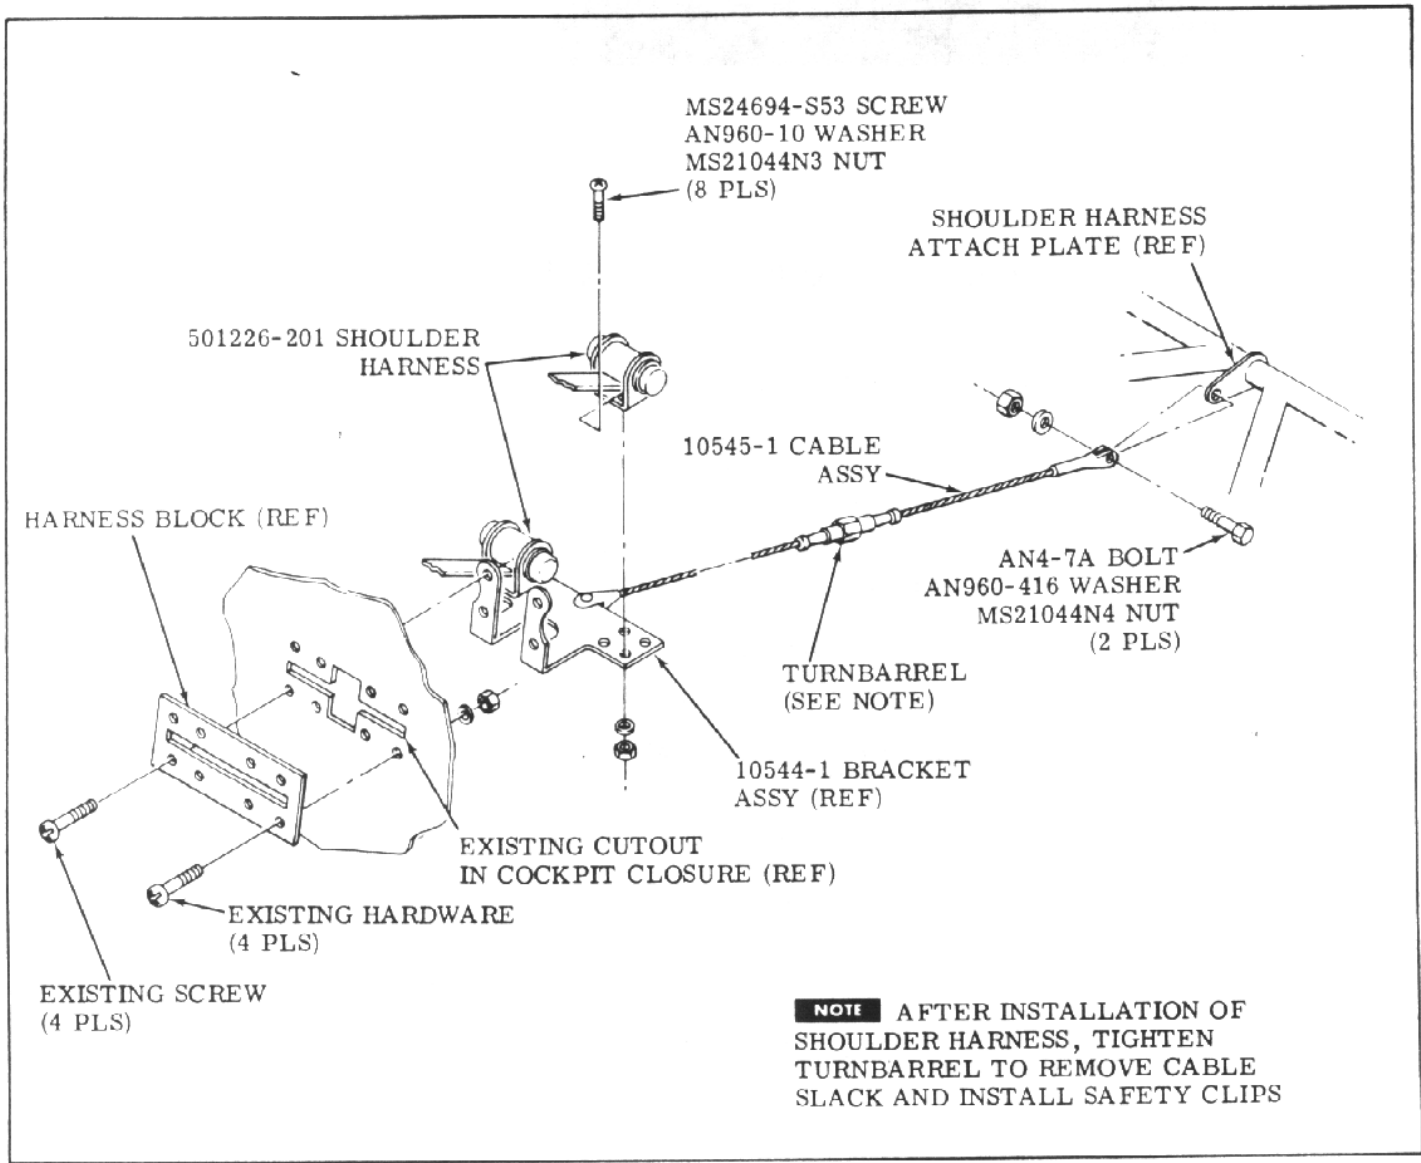 MS24694-S53 SCREW
AN960-10 WASHER
MS21044N3 NUT
(8 PLS)
SHOULDER HARNESS
ATTACH PLATE (REF)
501226-201 SHOULDER
HARNESS
10545-1 CABLE
ASSY
HARNESS BLOCK (REF)
AN4-7A BOLT
AN960-416 WASHER
MS21044N4 NUT
(2 PLS)
TURNBARREL
(SEE NOTE)
10544-1 BRACKET
ASSY (REF)
EXISTING CUTOUT
IN COCKPIT CLOSURE (REF)
EXISTING HARDWARE
(4 PLS)
EXISTING SCREW
(4 PLS)
NOTE AFTER INSTALLATION OF
SHOULDER HARNESS, TIGHTEN
TURNBARREL TO REMOVE CABLE
SLACK AND INSTALL SAFETY CLIPS